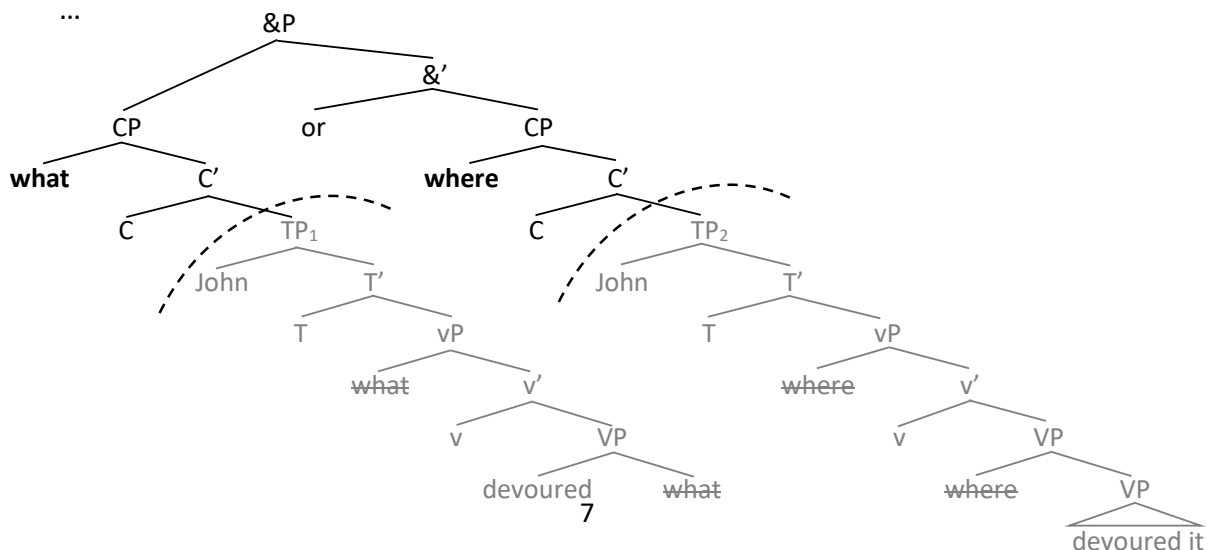 ...
&P
&’
CP or CP
what C’ where C’
C TP1 C TP2
John T’ John T’
T vP T vP
what v’ where v’
v VP v VP
devoured what where VP
7
devoured it